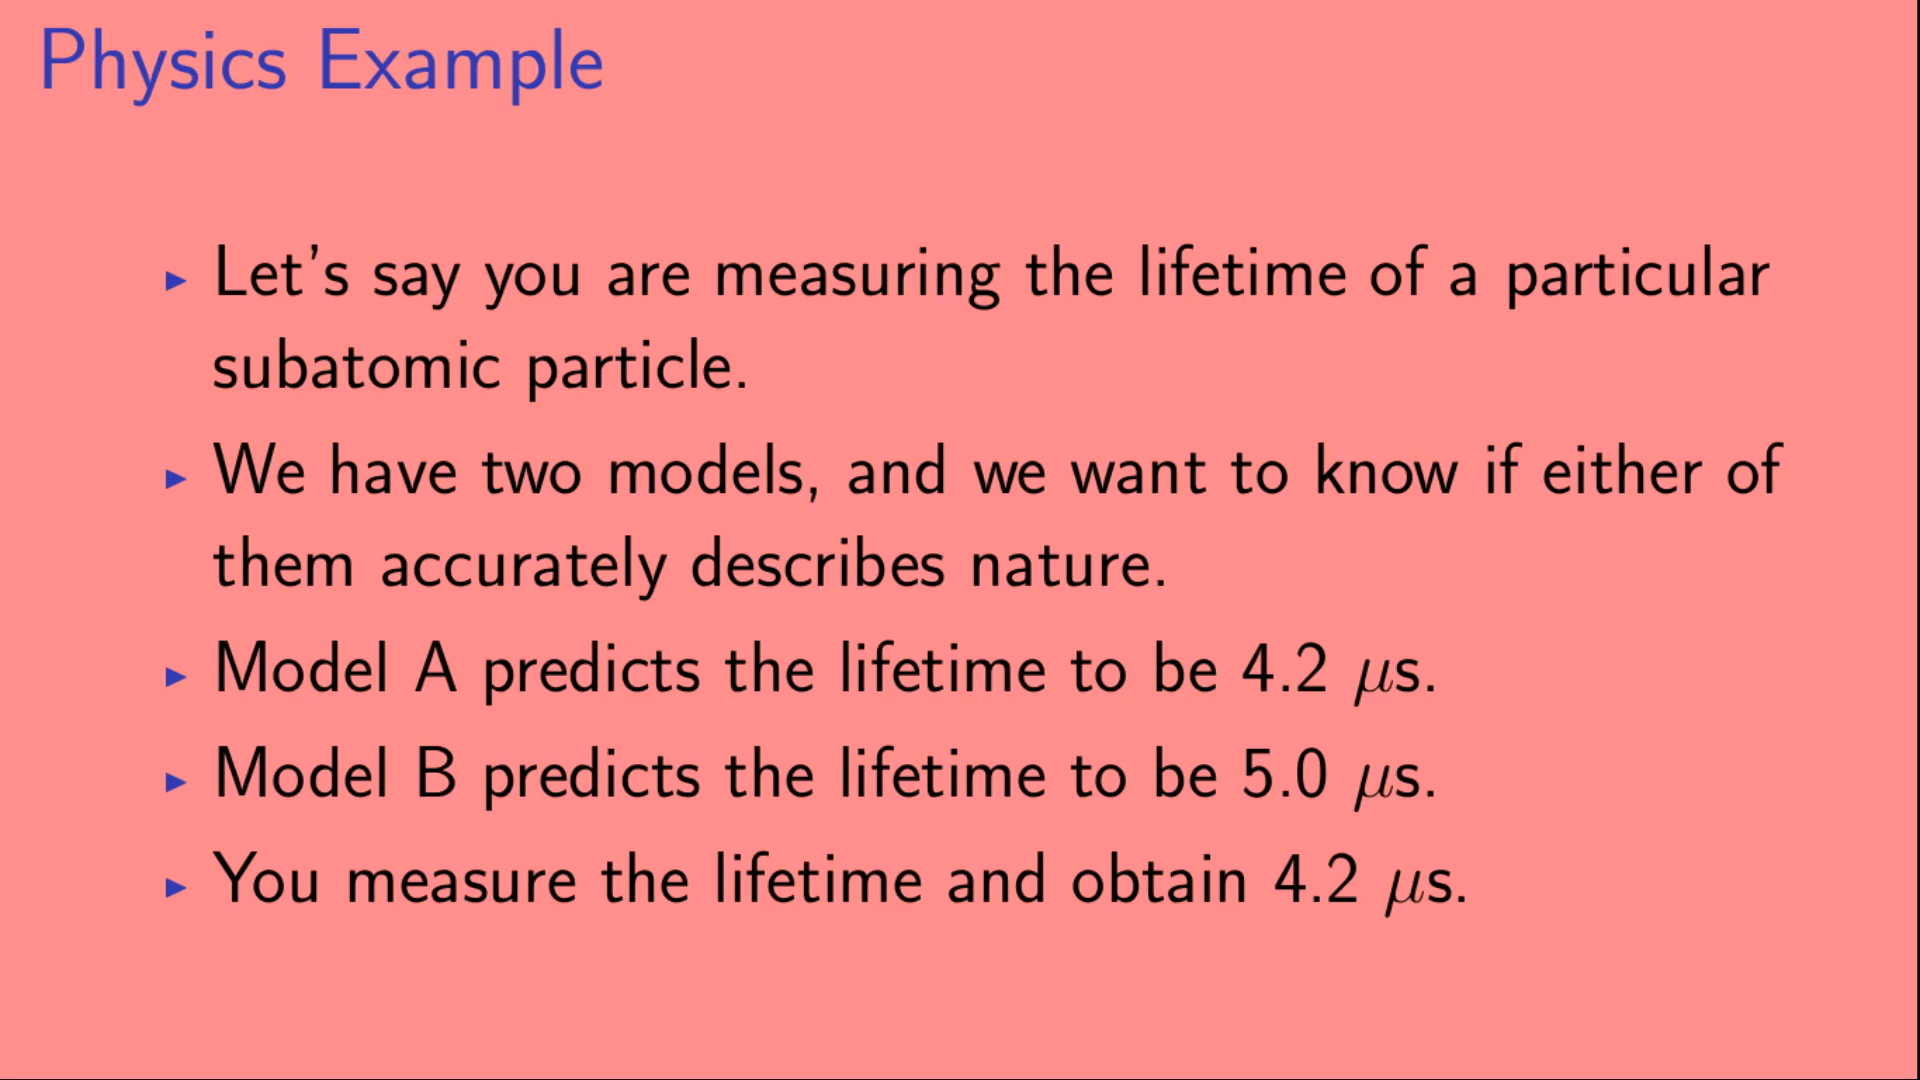 Physics Example
▸ Let's say you are measuring the lifetime of a particular
subatomic particle.
▸ We have two models, and we want to know if either of
them accurately describes nature.
▸ Model A predicts the lifetime to be 4.2 μs.
▸ Model B predicts the lifetime to be 5.0 μs.
▸ You measure the lifetime and obtain 4.2 μs.